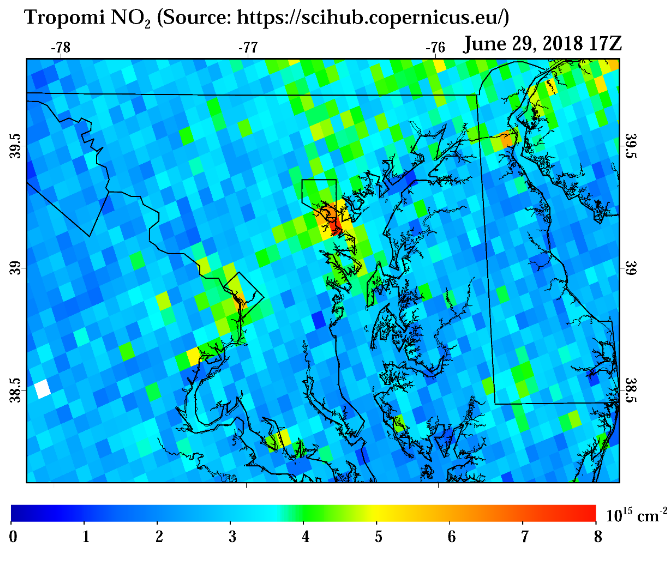 Tropomi NO2 (Source: https://scihub.copernicus.eu/)
-78 -77 -76 June 29, 2018 17Z
39.5 39.5
39 39
38.5 38.5
0 1 2 3 4 5 6 7 8 10^15 cm^-2